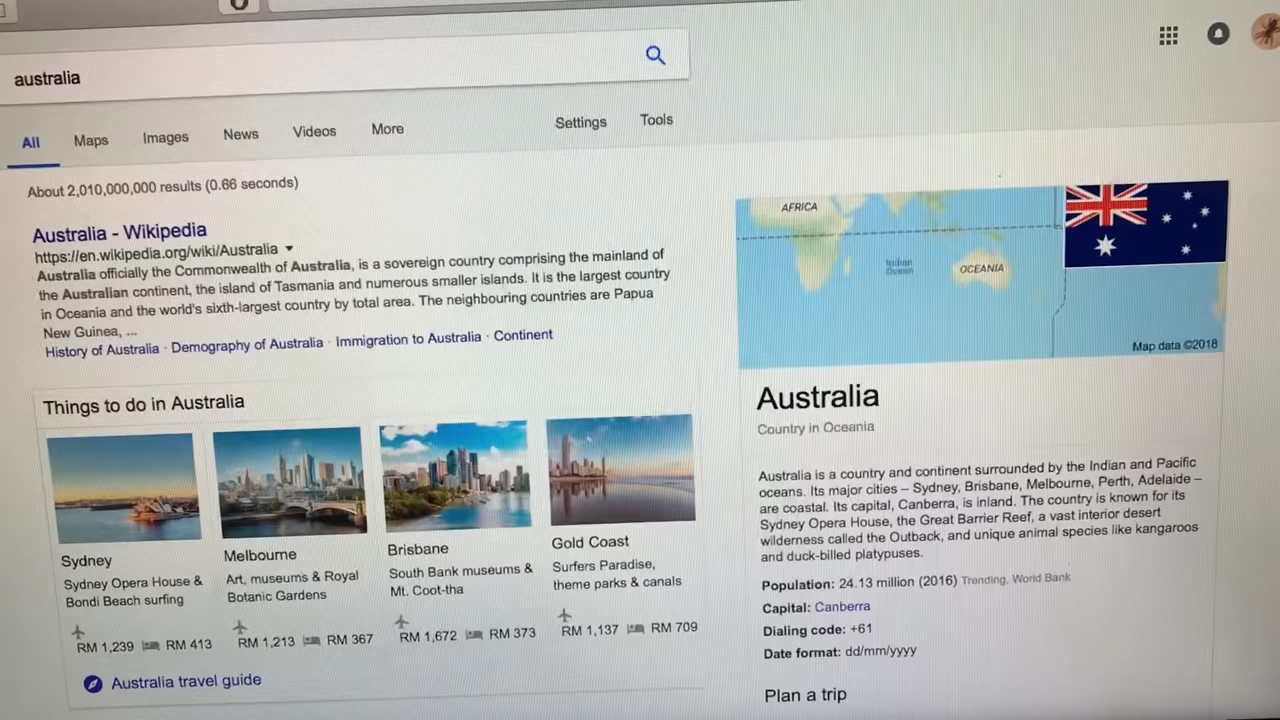 australia
All Maps Images News Videos More Settings Tools
About 2,010,000,000 results (0.66 seconds)
Australia - Wikipedia
https://en.wikipedia.org/wiki/Australia
Australia officially the Commonwealth of Australia, is a sovereign country comprising the mainland of
the Australian continent, the island of Tasmania and numerous smaller islands. It is the largest country
in Oceania and the world's sixth-largest country by total area. The neighbouring countries are Papua
New Guinea, ...
History of Australia · Demography of Australia · Immigration to Australia · Continent
Things to do in Australia
Sydney
Sydney Opera House &
Bondi Beach surfing
RM 1,239 RM 413
Melbourne
Art, museums & Royal
Botanic Gardens
RM 1,213 RM 367
Brisbane
South Bank museums &
Mt. Coot-tha
RM 1,672 RM 373
Gold Coast
Surfers Paradise,
theme parks & canals
RM 1,137 RM 709
Australia travel guide
AFRICA
Indian
Ocean
OCEANIA
Map data ©2018
Australia
Country in Oceania
Australia is a country and continent surrounded by the Indian and Pacific
oceans. Its major cities – Sydney, Brisbane, Melbourne, Perth, Adelaide –
are coastal. Its capital, Canberra, is inland. The country is known for its
Sydney Opera House, the Great Barrier Reef, a vast interior desert
wilderness called the Outback, and unique animal species like kangaroos
and duck-billed platypuses.
Population: 24.13 million (2016) Trending, World Bank
Capital: Canberra
Dialing code: +61
Date format: dd/mm/yyyy
Plan a trip